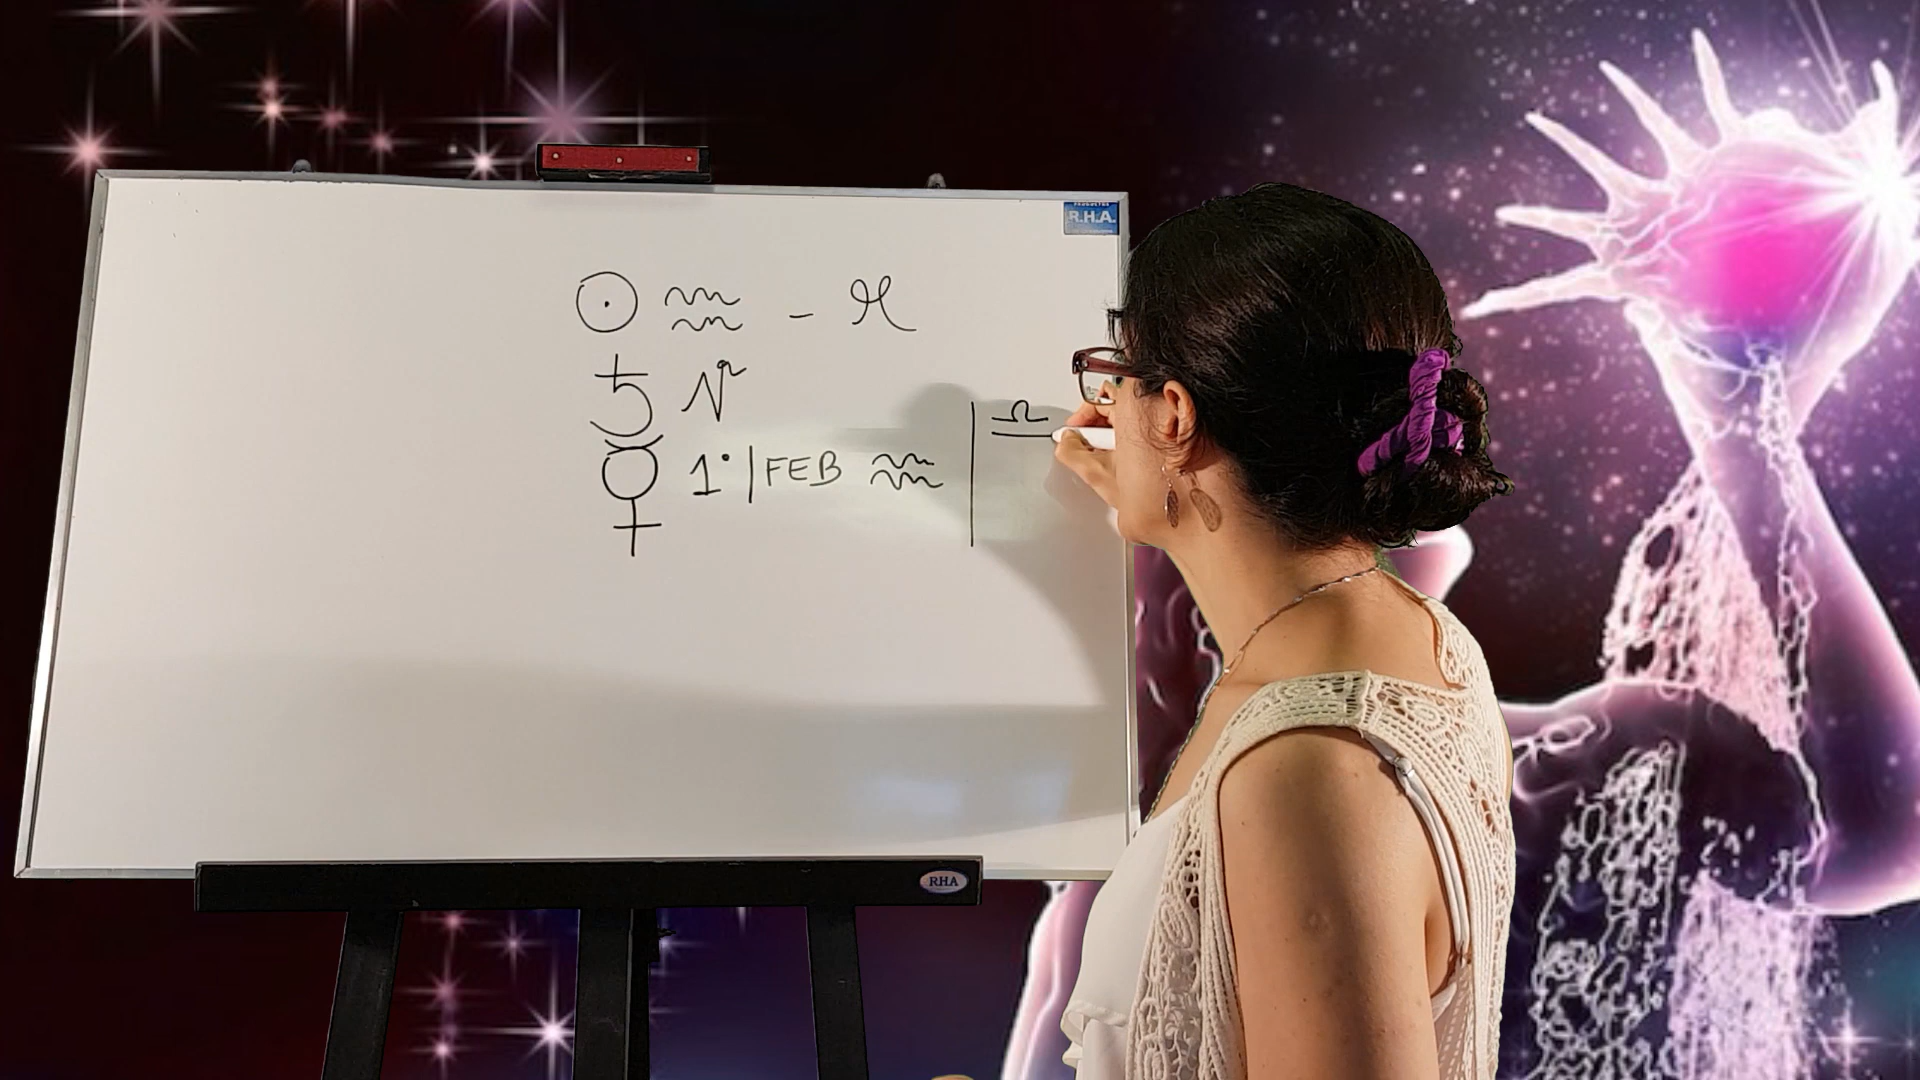 R.H.A.
☉ ♒ - ♌
♄ ♑
☿ 1° | FEB ♒ | ♎
RHA